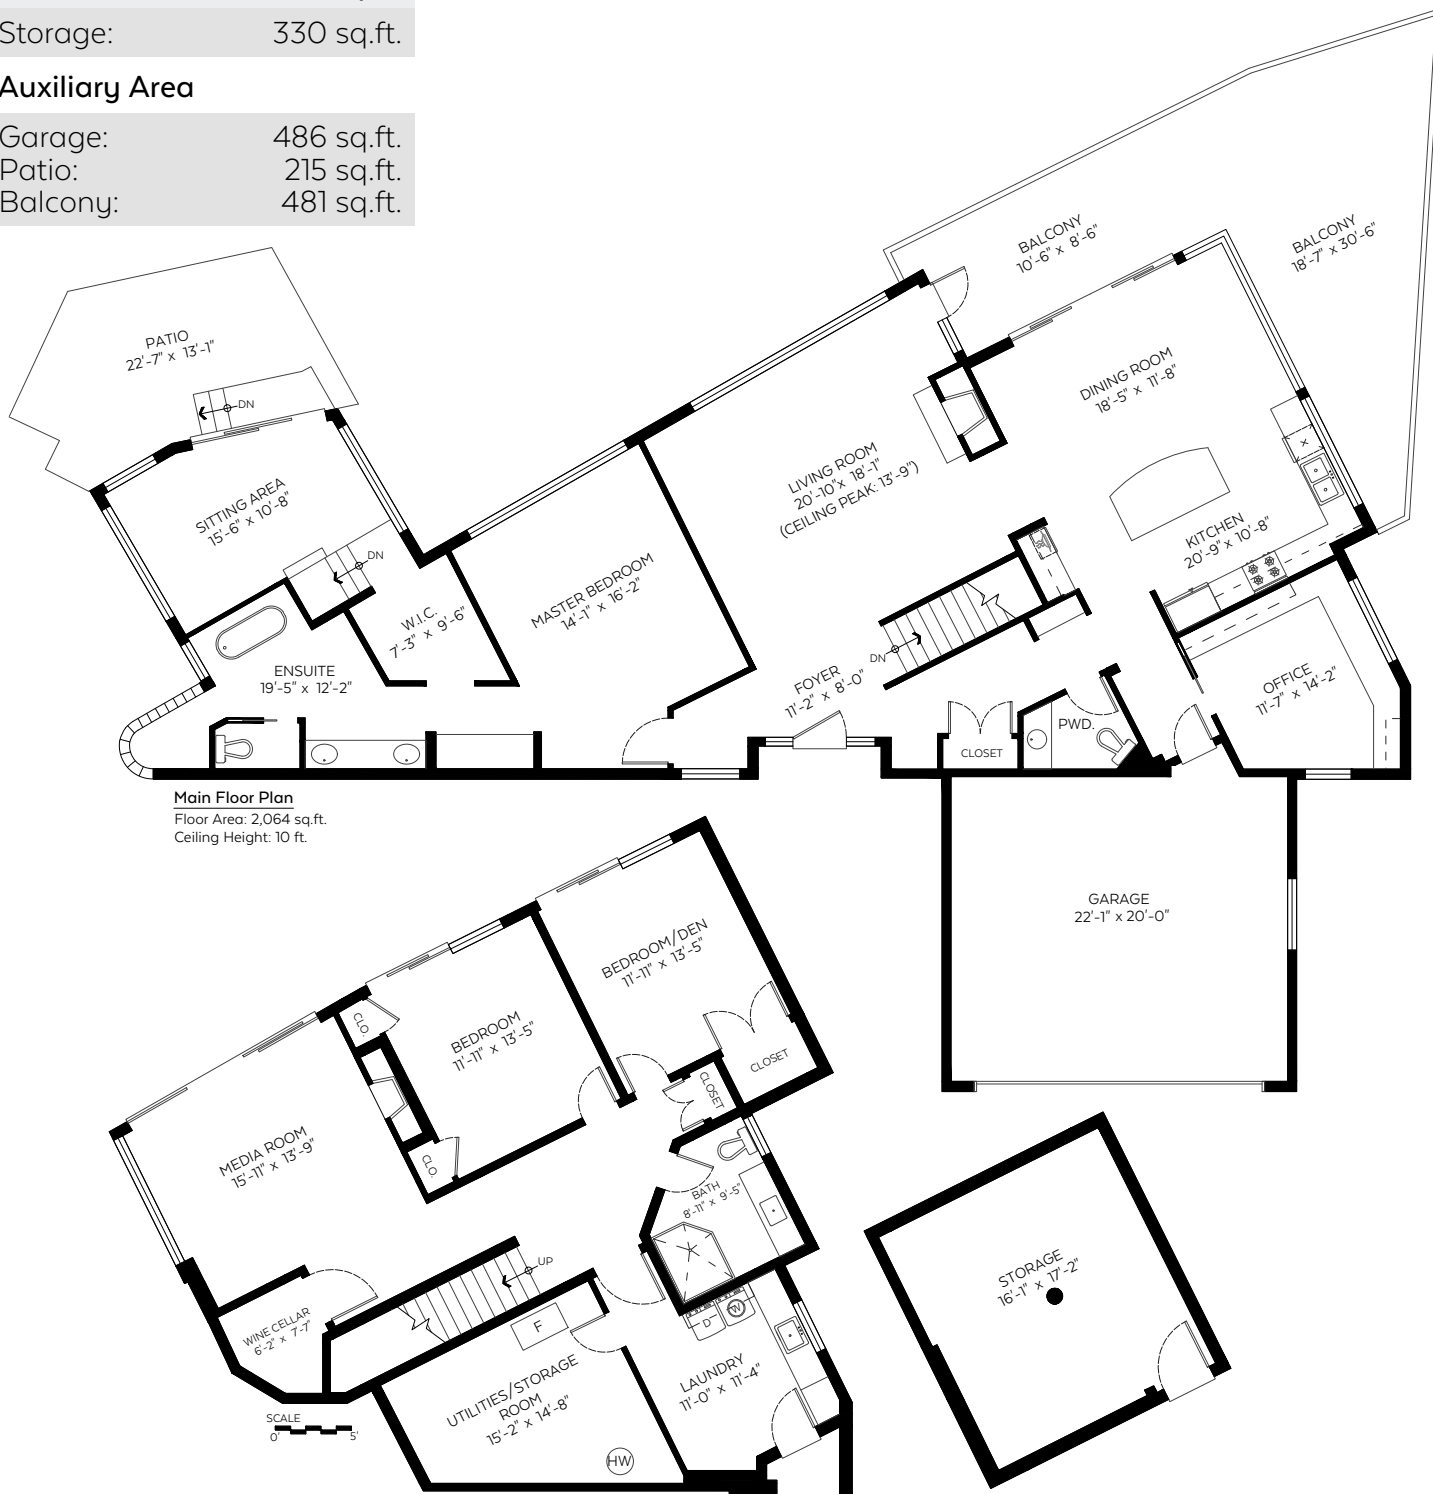 Storage: 330 sq.ft.
Auxiliary Area
Garage: 486 sq.ft.
Patio: 215 sq.ft.
Balcony: 481 sq.ft.
BALCONY
10'-6" x 8'-6"
BALCONY
18'-7" x 30'-6"
PATIO
22'-7" x 13'-1"
DN
DINING ROOM
18'-5" x 11'-8"
LIVING ROOM
20'-10" x 18'-1"
(CEILING PEAK: 13'-9")
SITTING AREA
15'-6" x 10'-8"
DN
KITCHEN
20'-9" x 10'-8"
MASTER BEDROOM
14'-1" x 16'-2"
W.I.C.
7'-3" x 9'-6"
ENSUITE
19'-5" x 12'-2"
DN
FOYER
11'-2" x 8'-0"
OFFICE
11'-7" x 14'-2"
PWD.
CLOSET
Main Floor Plan
Floor Area: 2,064 sq.ft.
Ceiling Height: 10 ft.
GARAGE
22'-1" x 20'-0"
BEDROOM/DEN
11'-11" x 13'-5"
CLO.
BEDROOM
11'-11" x 13'-5"
CLOSET
CLOSET
MEDIA ROOM
15'-11" x 13'-9"
CLO.
BATH
8'-11" x 9'-5"
UP
STORAGE
16'-1" x 17'-2"
WINE CELLAR
6'-2" x 7'-7"
F
D
W
LAUNDRY
11'-0" x 11'-4"
UTILITIES/STORAGE
ROOM
15'-2" x 14'-8"
HW
SCALE
0' 5'